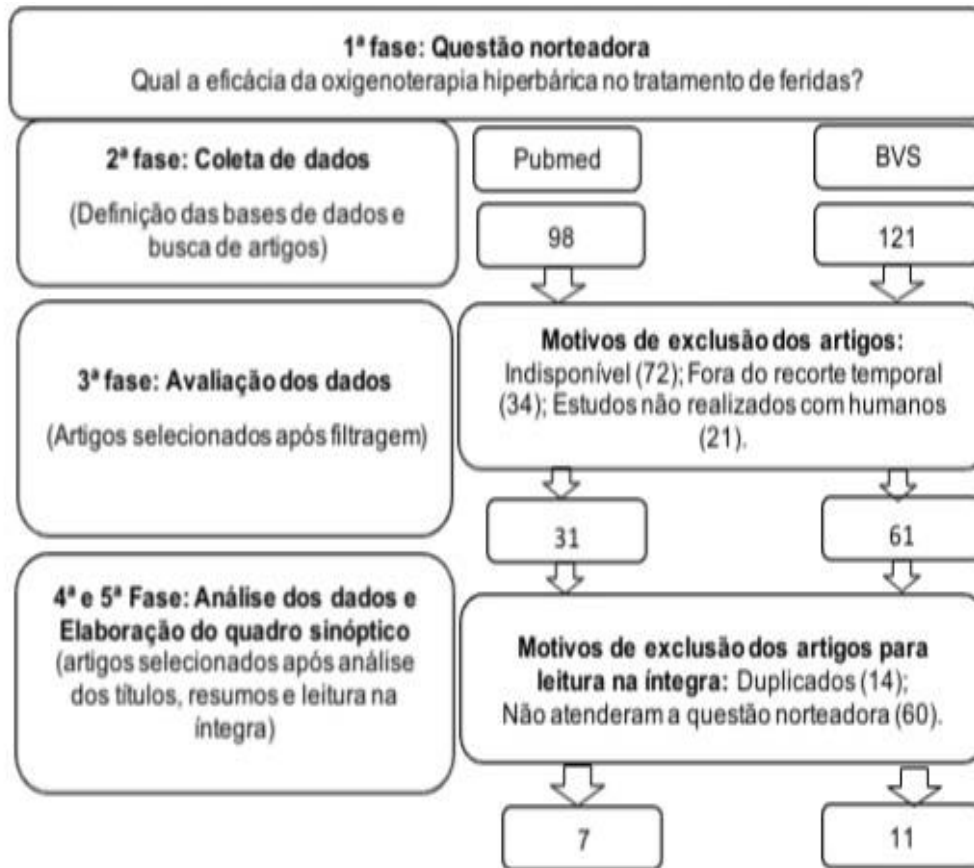 1ª fase: Questão norteadora
Qual a eficácia da oxigenoterapia hiperbárica no tratamento de feridas?
2ª fase: Coleta de dados
(Definição das bases de dados e
busca de artigos)
Pubmed
BVS
98
121
3ª fase: Avaliação dos dados
(Artigos selecionados após filtragem)
Motivos de exclusão dos artigos:
Indisponível (72); Fora do recorte temporal
(34); Estudos não realizados com humanos
(21).
31
61
4ª e 5ª Fase: Análise dos dados e
Elaboração do quadro sinóptico
(artigos selecionados após análise
dos títulos, resumos e leitura na
íntegra)
Motivos de exclusão dos artigos para
leitura na íntegra: Duplicados (14);
Não atenderam a questão norteadora (60).
7
11